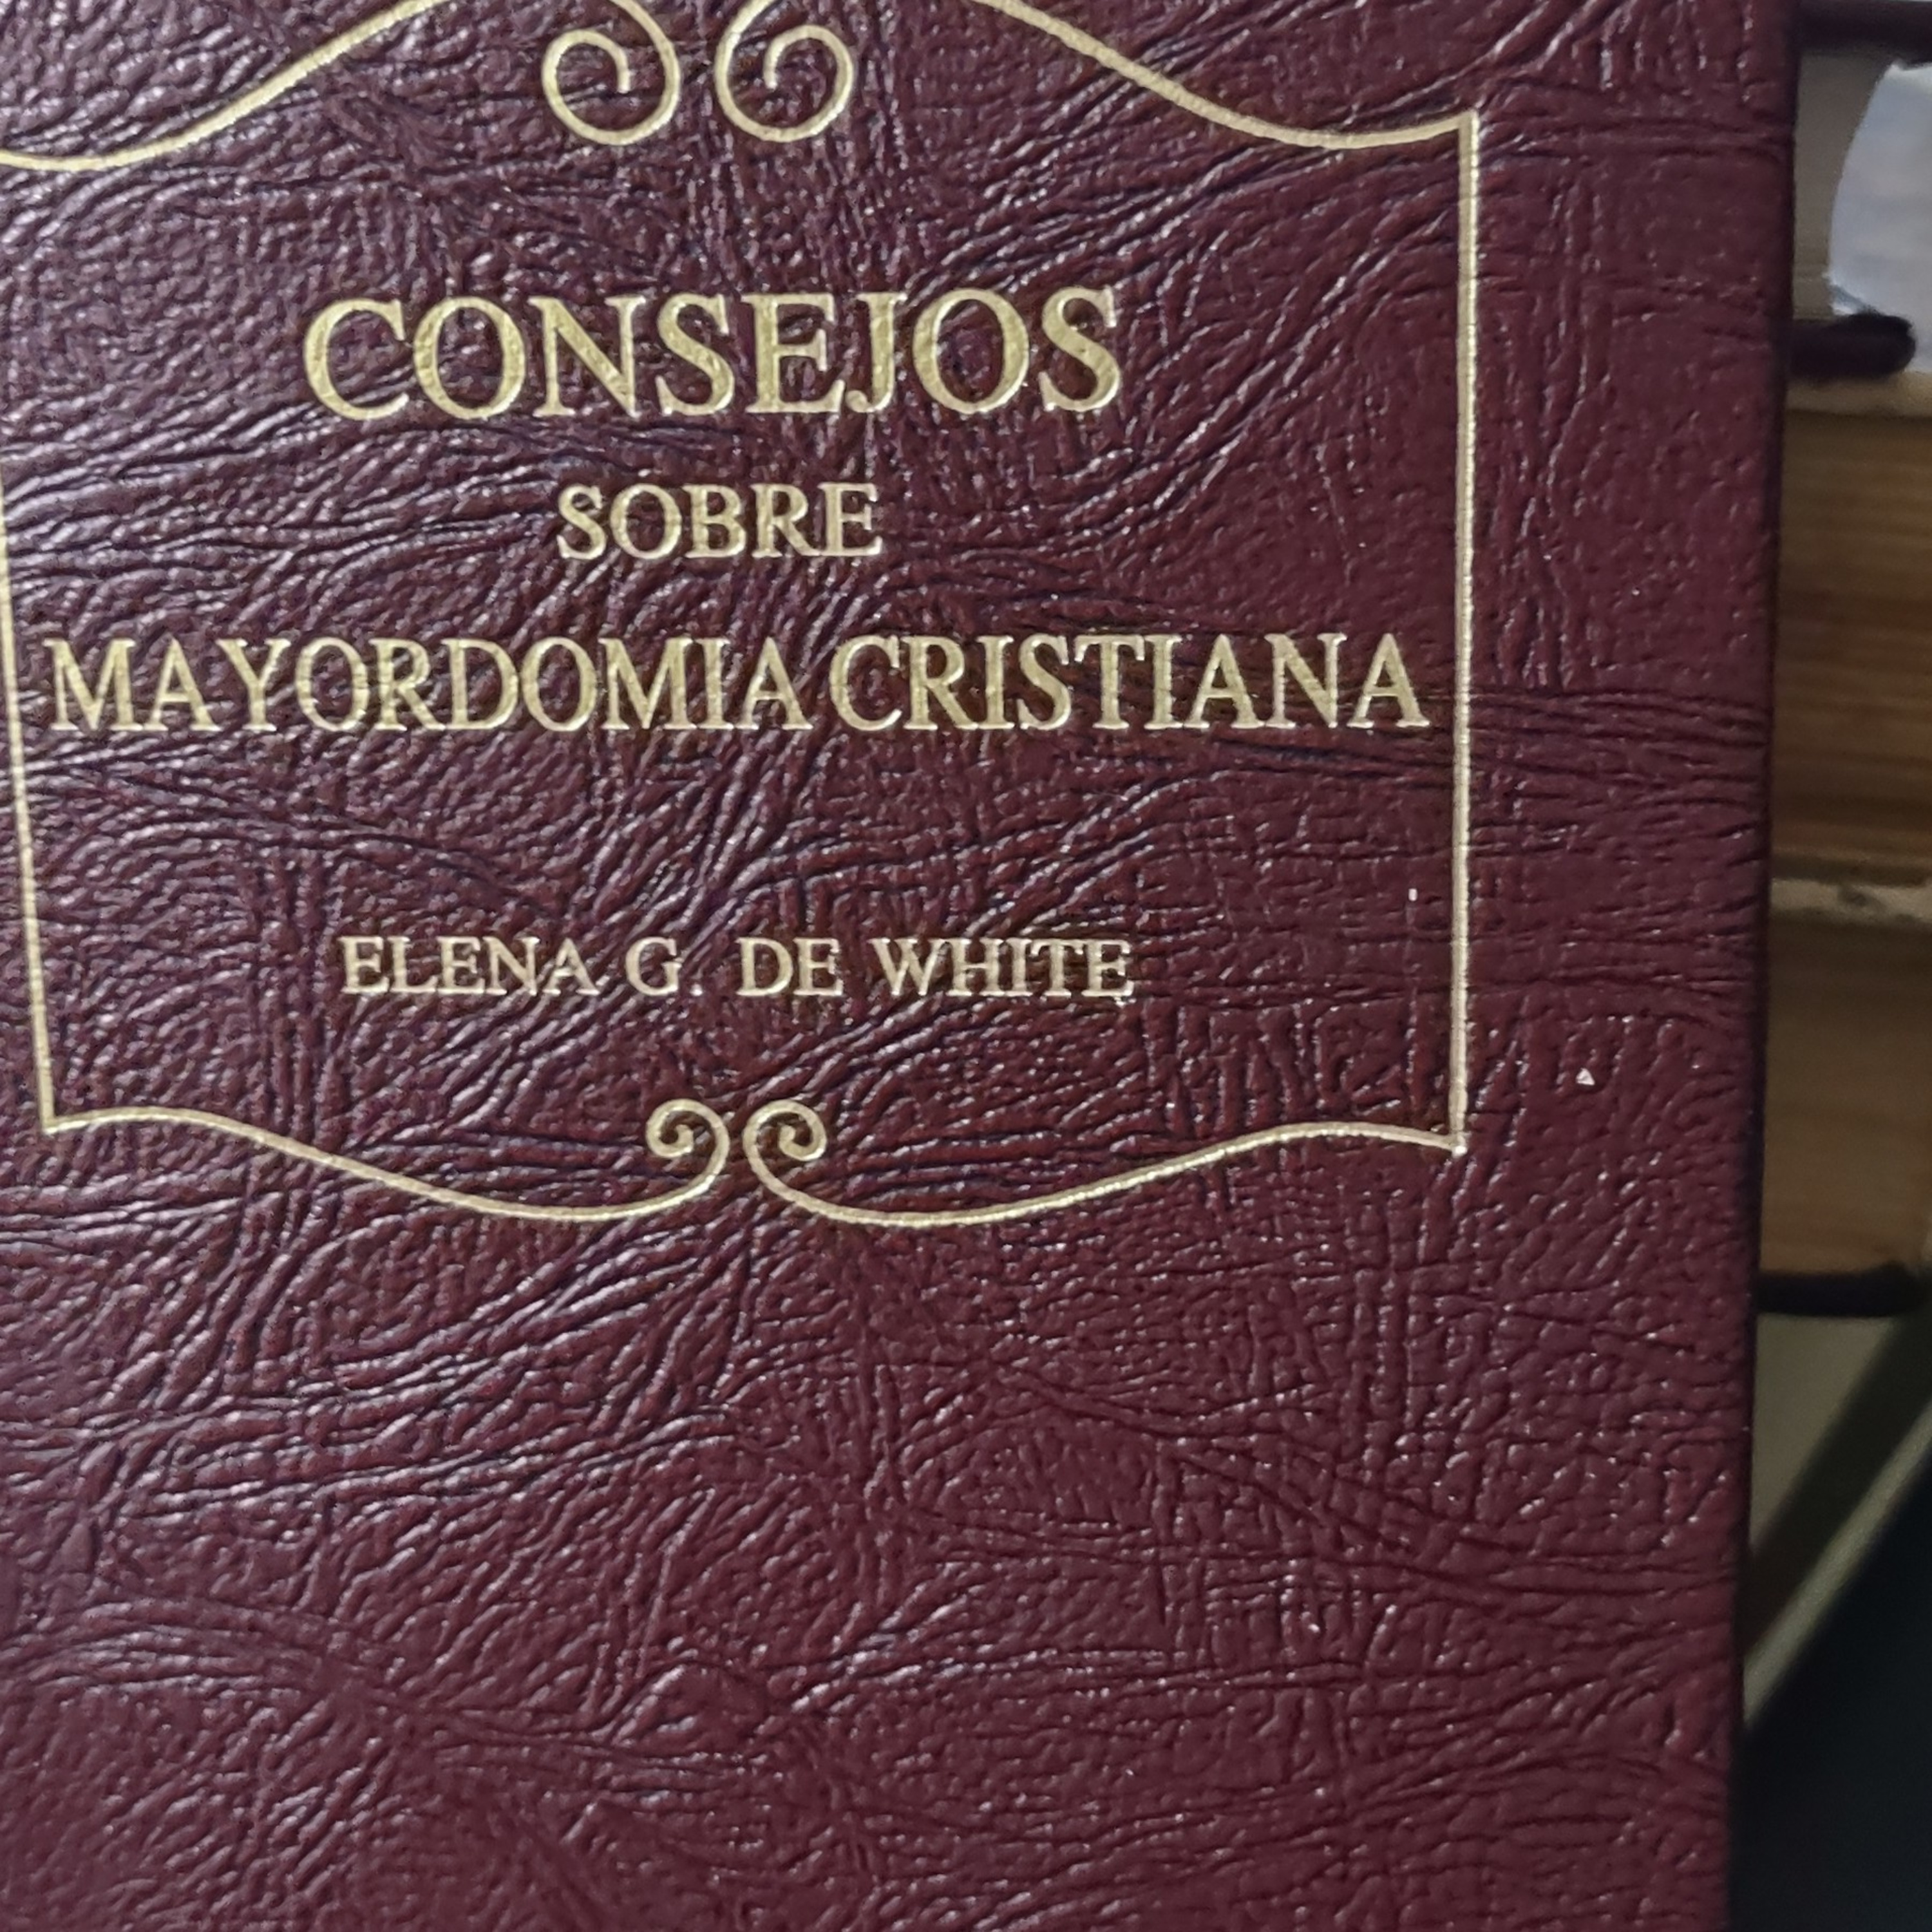 CONSEJOS
SOBRE
MAYORDOMIA CRISTIANA
ELENA G. DE WHITE